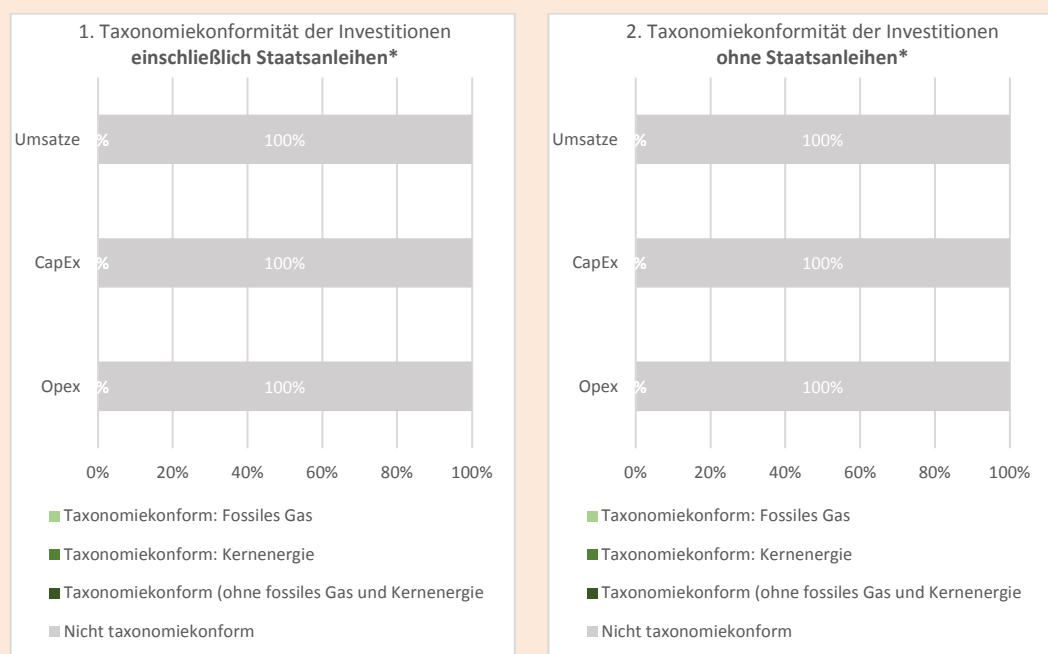 1. Taxonomiekonformität der Investitionen
einschließlich Staatsanleihen*
Umsatze
%
100%
CapEx
%
100%
Opex
%
100%
0% 20% 40% 60% 80% 100%
Taxonomiekonform: Fossiles Gas
Taxonomiekonform: Kernenergie
Taxonomiekonform (ohne fossiles Gas und Kernenergie
Nicht taxonomiekonform
2. Taxonomiekonformität der Investitionen
ohne Staatsanleihen*
Umsatze
%
100%
CapEx
%
100%
Opex
%
100%
0% 20% 40% 60% 80% 100%
Taxonomiekonform: Fossiles Gas
Taxonomiekonform: Kernenergie
Taxonomiekonform (ohne fossiles Gas und Kernenergie
Nicht taxonomiekonform